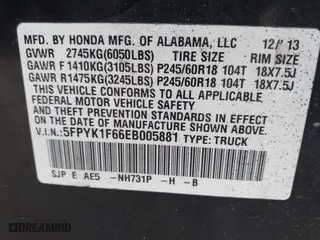 MFD. BY HONDA MFG. OF ALABAMA, LLC 12/ 13
GVWR 2745KG(6050LBS) TIRE SIZE RIM SIZE
GAWR F 1410KG(3105LBS) P245/60R18 104T 18X7.5J
GAWR R1475KG(3245LBS) P245/60R18 104T 18X7.5J
THIS VEHICLE CONFORMS TO ALL APPLICABLE FEDERAL
MOTOR VEHICLE SAFETY STANDARDS IN EFFECT ON THE
DATE OF MANUFACTURE SHOWN ABOVE.
V.I.N.:5FPYK1F66EB005881 TYPE: TRUCK
SJP E AE5 -NH731P -H -B
DREAMBID